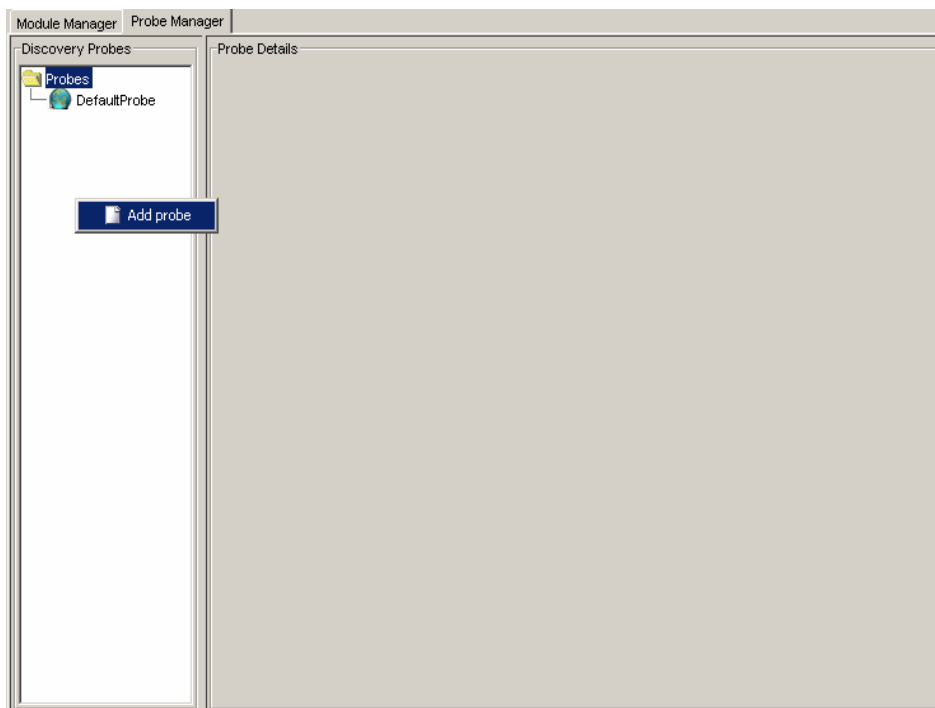 Module Manager Probe Manager
Discovery Probes Probe Details
Probes
DefaultProbe
Add probe